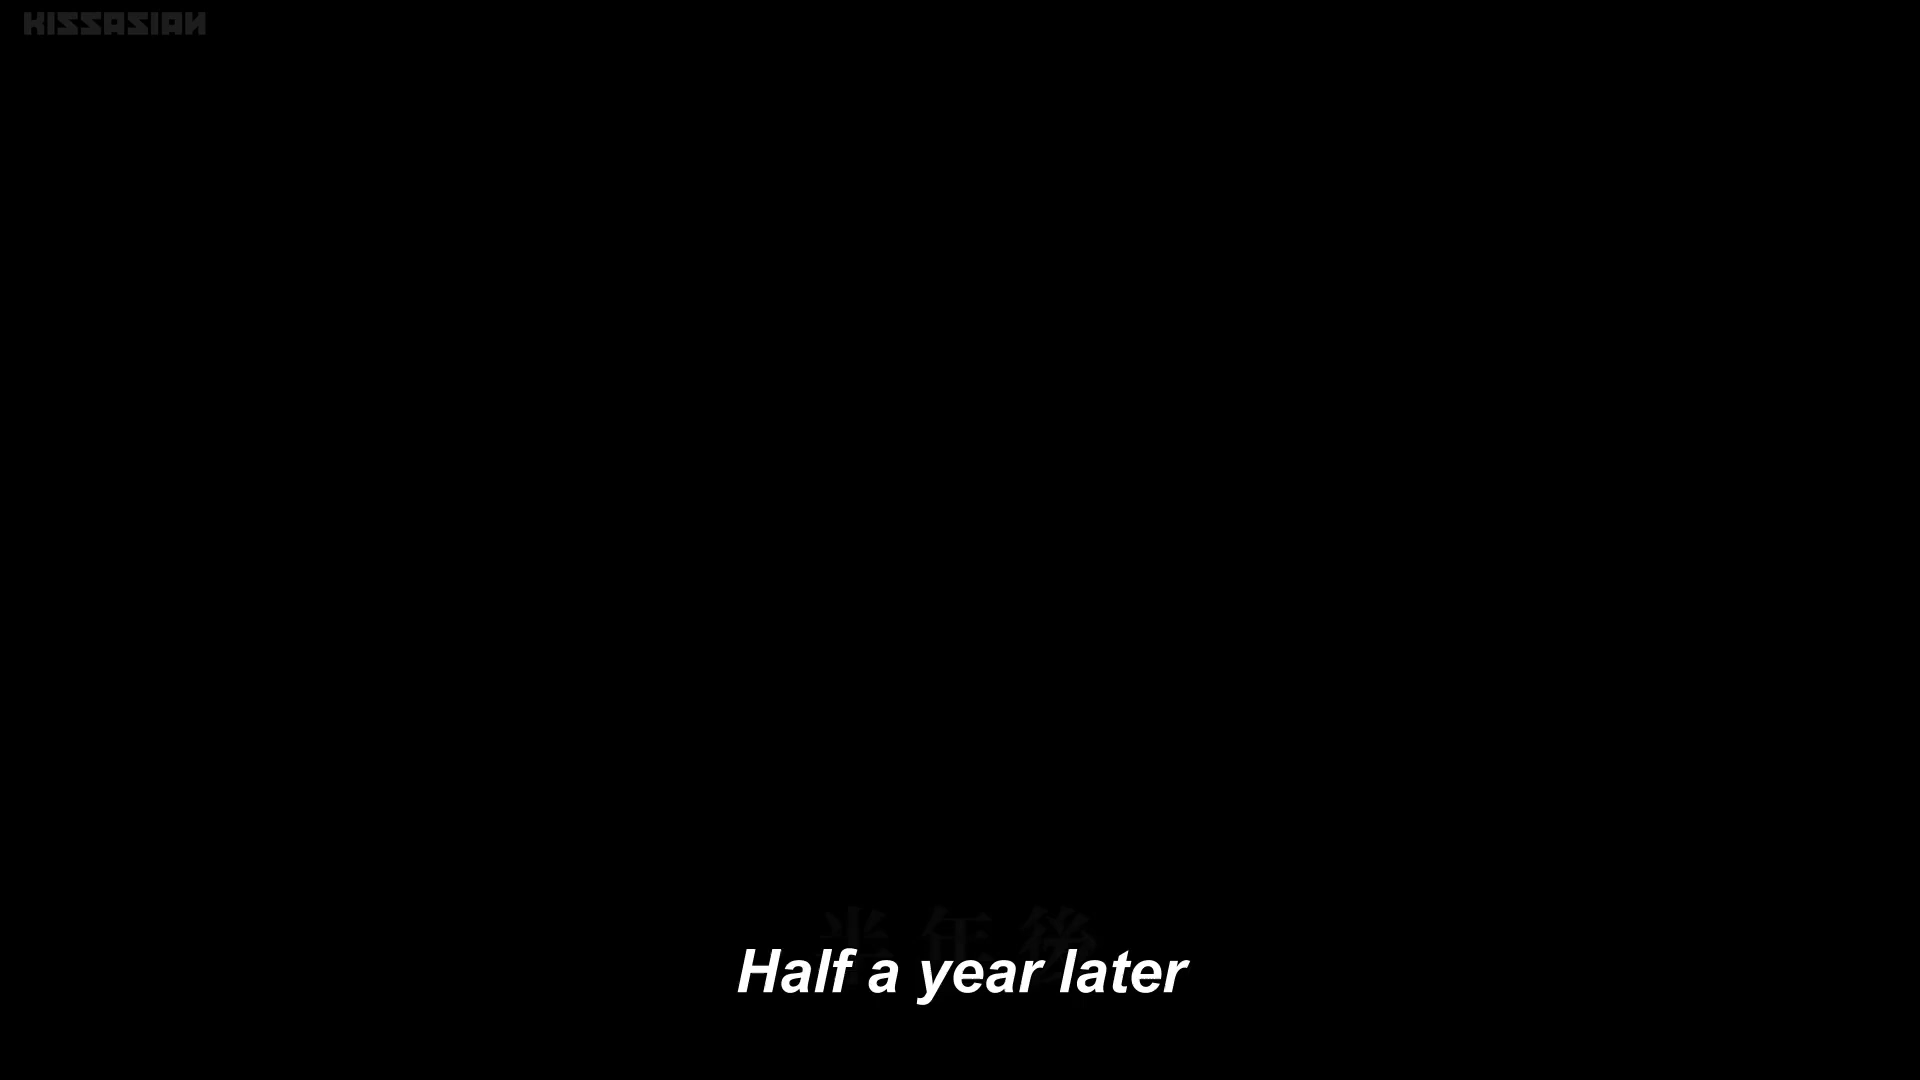 KISSASIAN
半年後
Half a year later